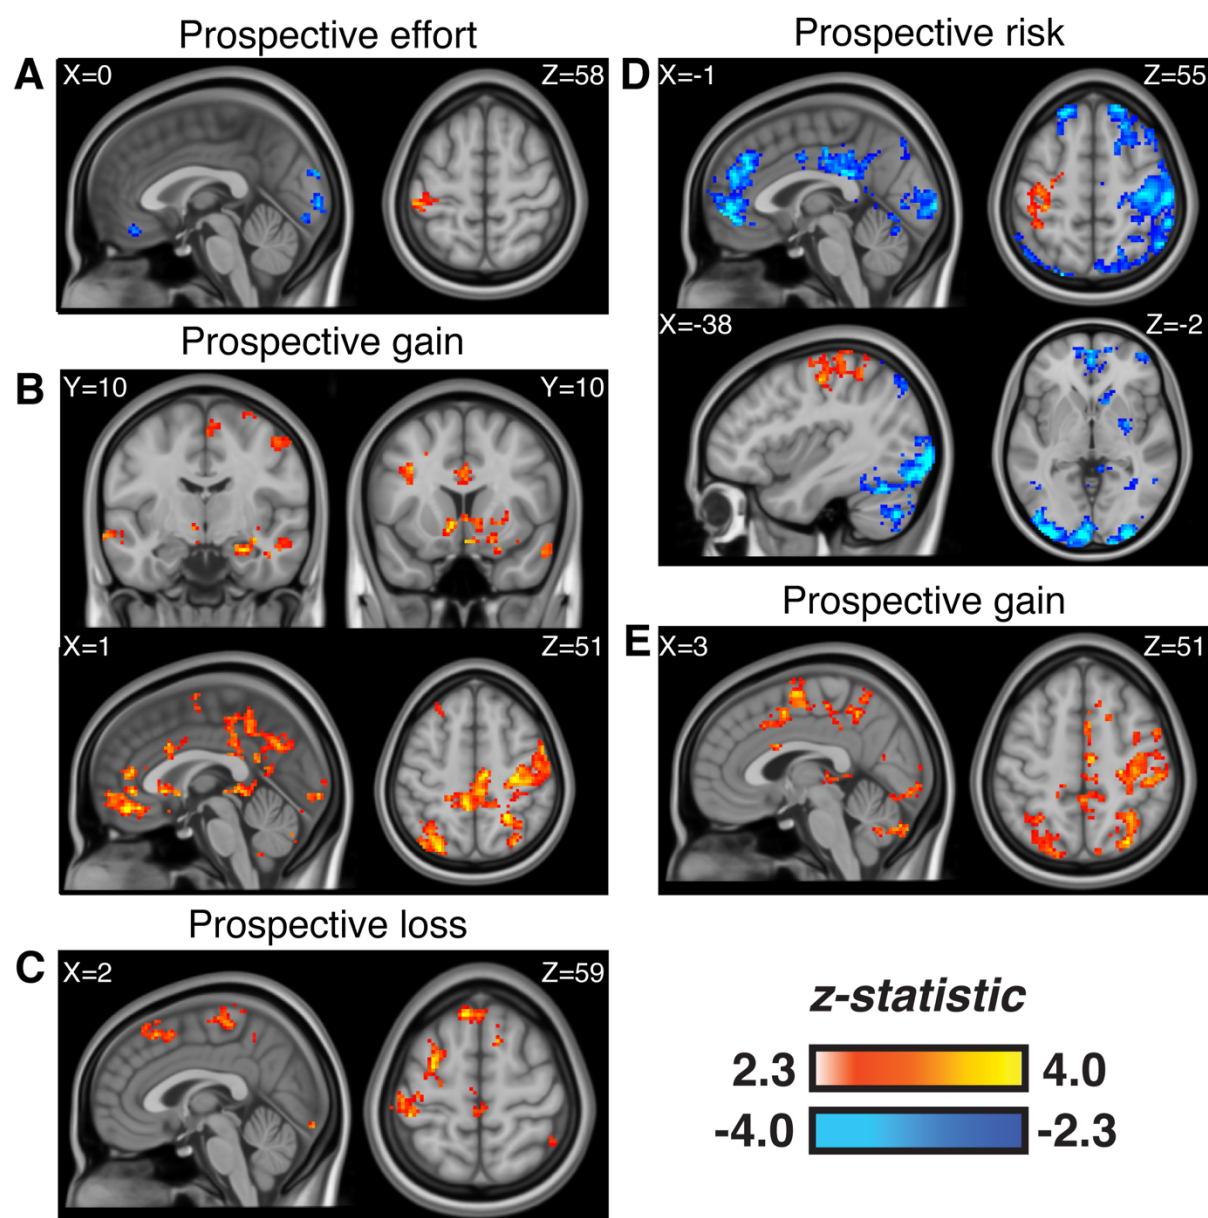 Prospective effort
A
X=0
Z=58
Prospective gain
B
Y=10
Y=10
X=1
Z=51
Prospective loss
C
X=2
Z=59
Prospective risk
D
X=-1
Z=55
X=-38
Z=-2
Prospective gain
E
X=3
Z=51
z-statistic
2.3 4.0
-4.0 -2.3